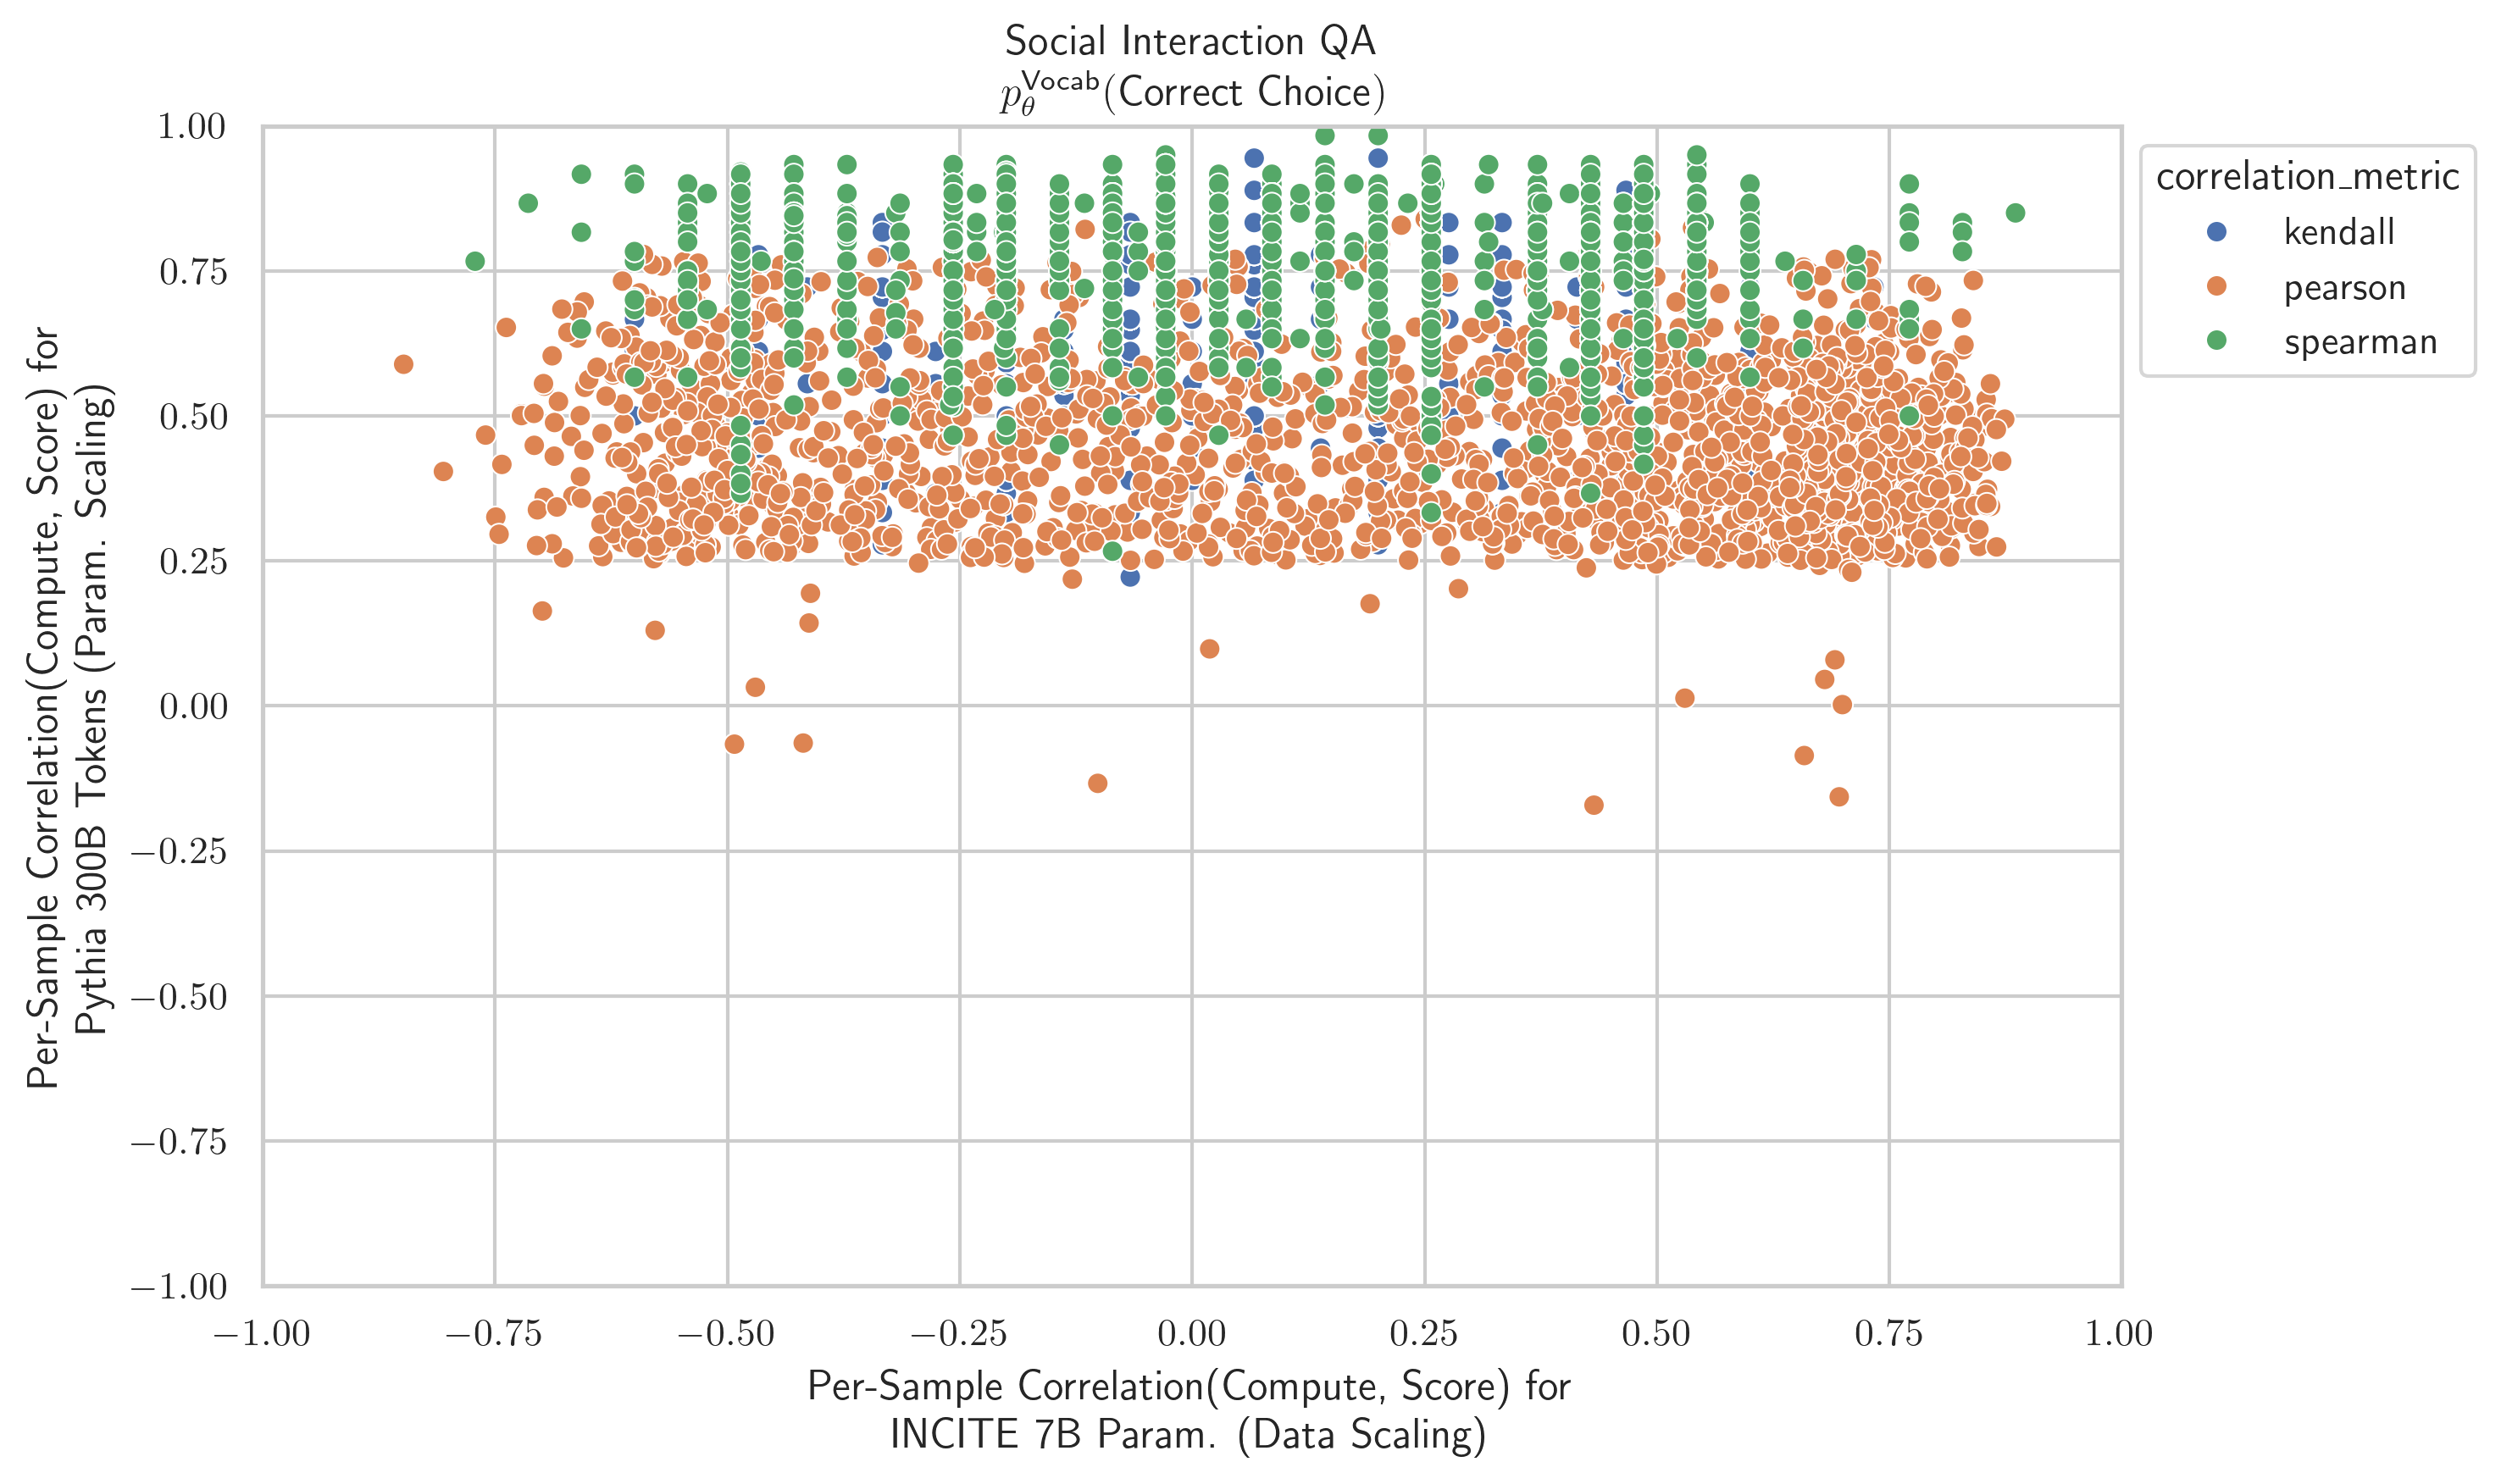 Social Interaction QA
p_θ^Vocab(Correct Choice)
Per-Sample Correlation(Compute, Score) for
Pythia 300B Tokens (Param. Scaling)
1.00
0.75
0.50
0.25
0.00
−0.25
−0.50
−0.75
−1.00
−1.00 −0.75 −0.50 −0.25 0.00 0.25 0.50 0.75 1.00
Per-Sample Correlation(Compute, Score) for
INCITE 7B Param. (Data Scaling)
correlation_metric
kendall
pearson
spearman